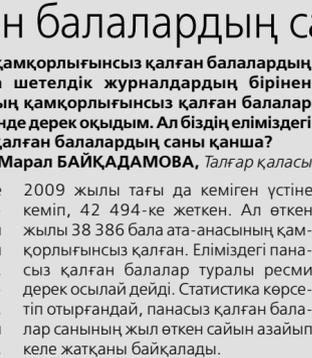 н балалардың са
қамқорлығынсыз қалған балалардың
шетелдік журналдардың бірінен
ың қамқорлығынсыз қалған балалар
нде дерек оқыдым. Ал біздің еліміздегі
қалған балалардың саны қанша?
Марал БАЙҚАДАМОВА, Талғар қаласы
2009 жылы тағы да кеміген үстіне
кеміп, 42 494-ке жеткен. Ал өткен
жылы 38 386 бала ата-анасының қам-
қорлығынсыз қалған. Еліміздегі пана-
сыз қалған балалар туралы ресми
дерек осылай дейді. Статистика көрсе-
тіп отырғандай, панасыз қалған бала-
лар санының жыл өткен сайын азайып
келе жатқаны байқалады.